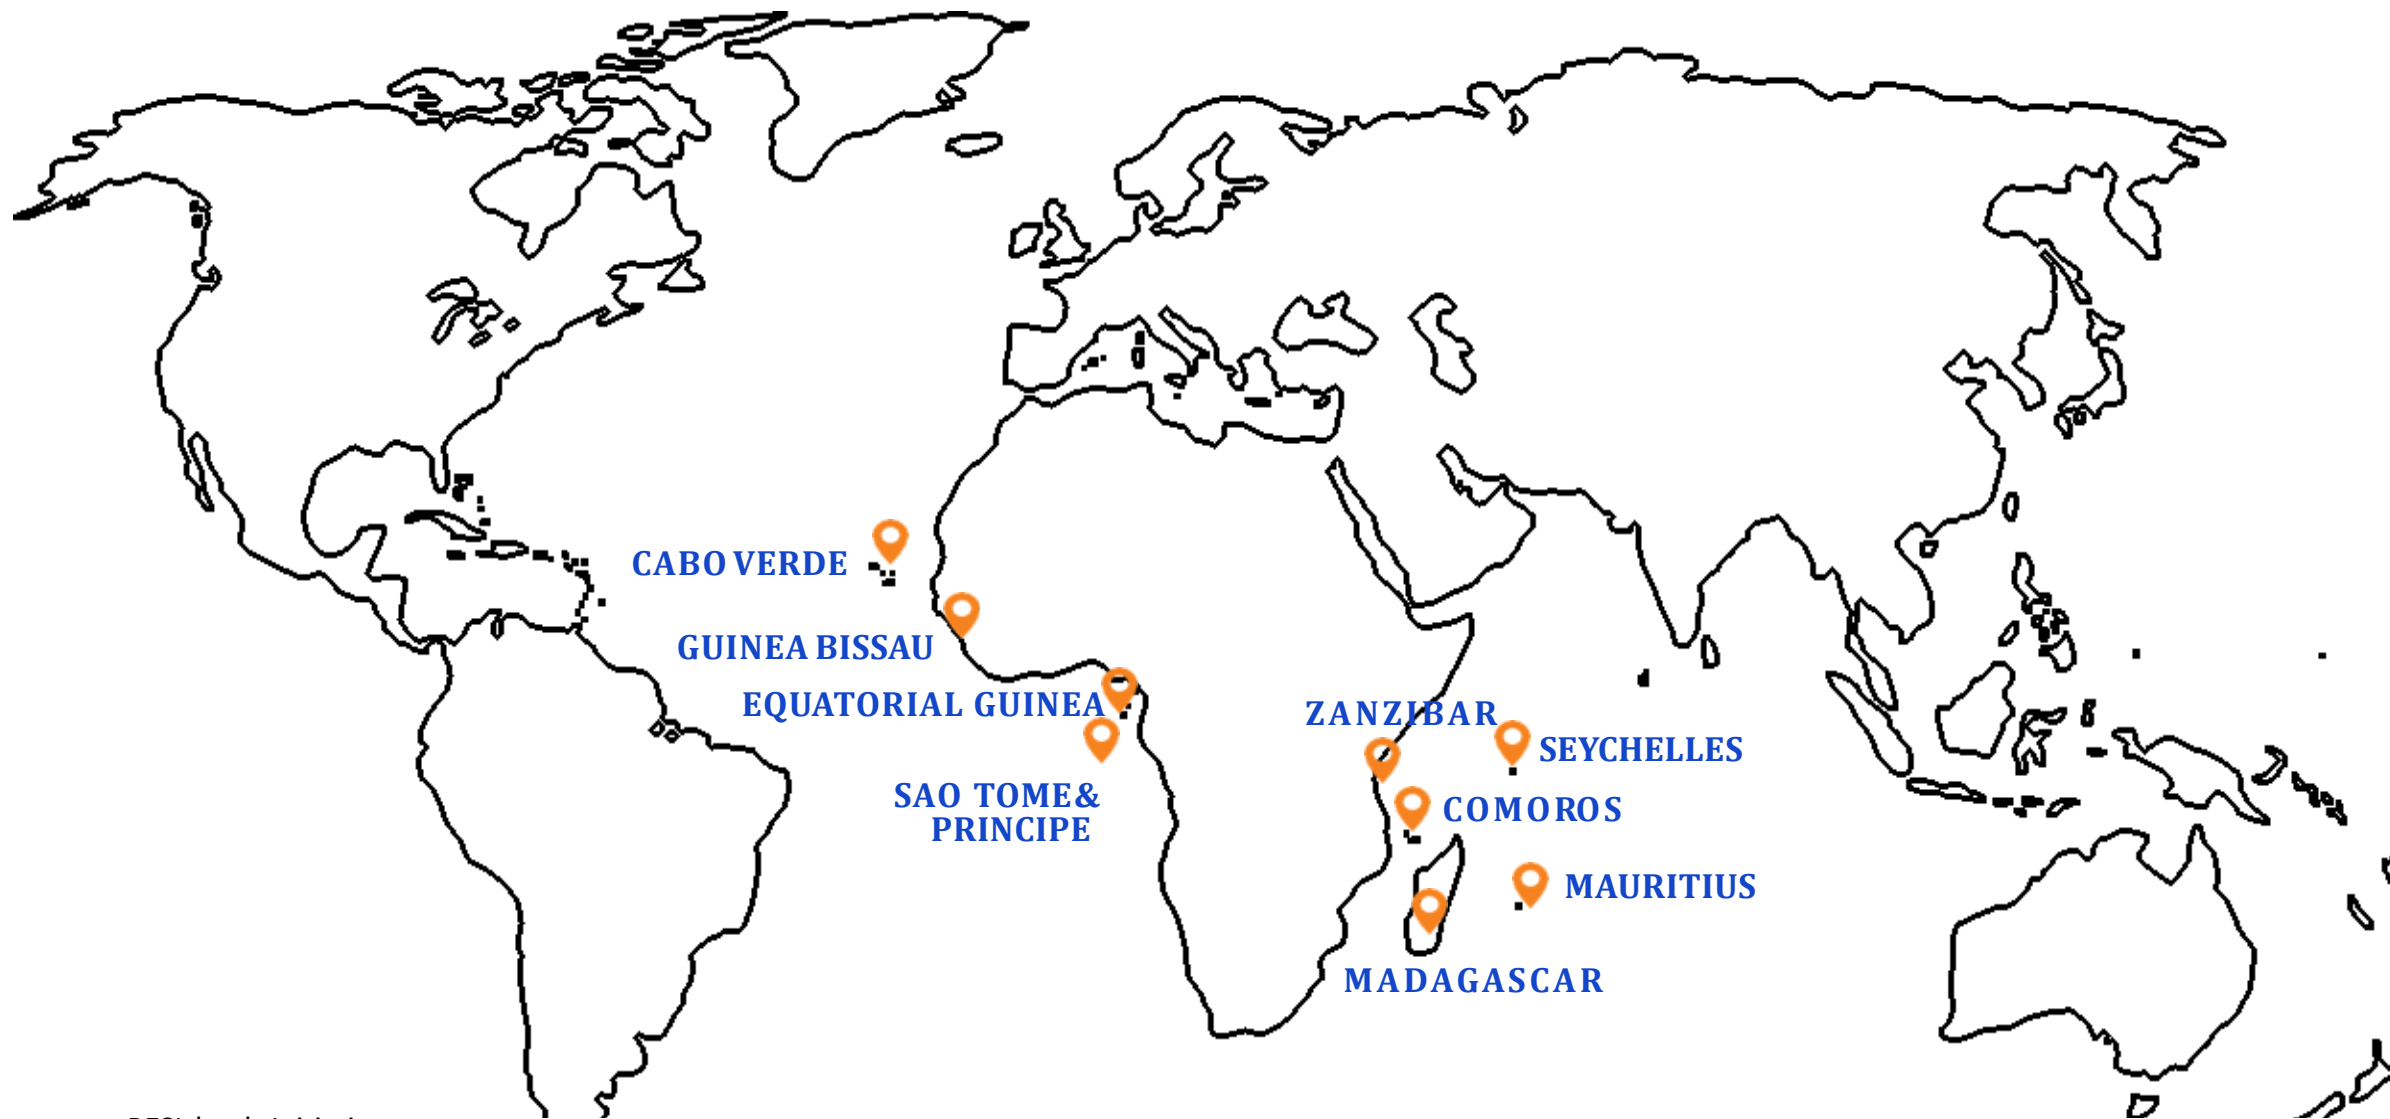 CABO VERDE
GUINEA BISSAU
EQUATORIAL GUINEA
ZANZIBAR
SEYCHELLES
SAO TOME&
PRINCIPE
COMOROS
MAURITIUS
MADAGASCAR